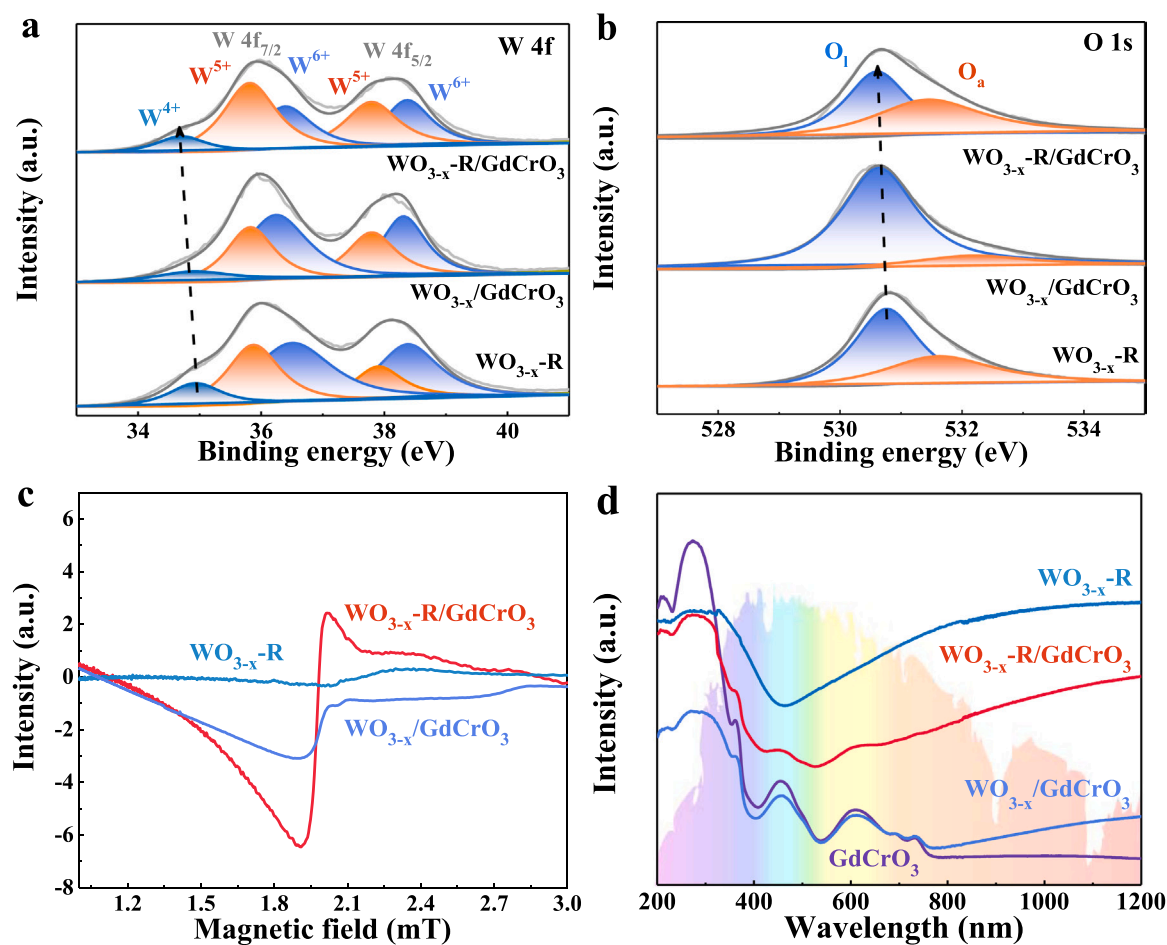 a
W 4f
W 4f7/2
W 4f5/2
W5+
W6+
W5+
W6+
W4+
WO3-x-R/GdCrO3
WO3-x/GdCrO3
WO3-x-R
Intensity (a.u.)
34 36 38 40
Binding energy (eV)
b
O 1s
Ol
Oa
WO3-x-R/GdCrO3
WO3-x/GdCrO3
WO3-x-R
Intensity (a.u.)
528 530 532 534
Binding energy (eV)
c
6
4
2
0
-2
-4
-6
-8
WO3-x-R/GdCrO3
WO3-x-R
WO3-x/GdCrO3
Intensity (a.u.)
1.2 1.5 1.8 2.1 2.4 2.7 3.0
Magnetic field (mT)
d
WO3-x-R
WO3-x-R/GdCrO3
WO3-x/GdCrO3
GdCrO3
Intensity (a.u.)
200 400 600 800 1000 1200
Wavelength (nm)